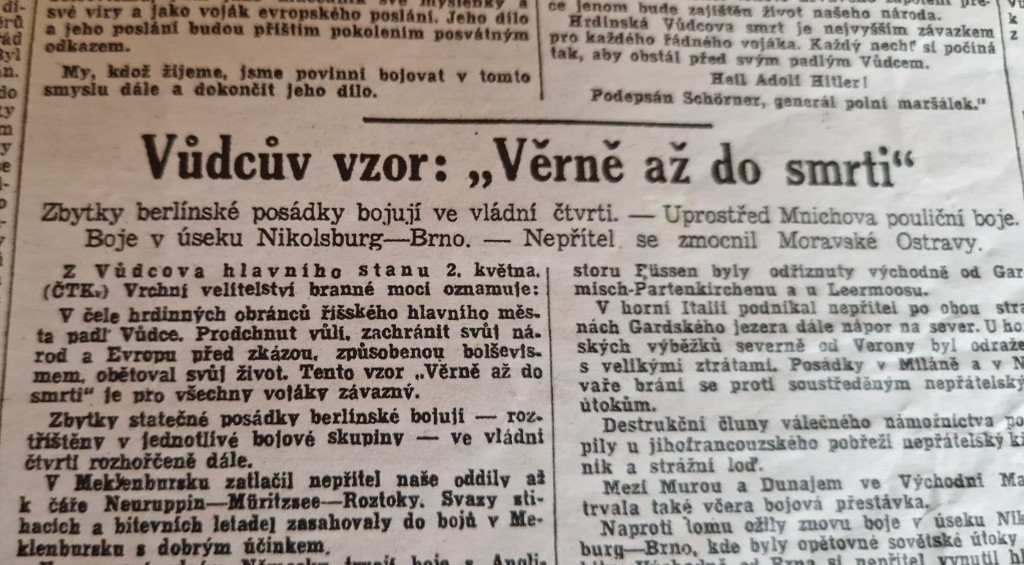 své víry a jako voják evropského poslání. Jeho dílo
a jeho poslání budou příštím pokolením posvátným
odkazem.
My, kdož žijeme, jsme povinni bojovat v tomto
smyslu dále a dokončit jeho dílo.
ce jenom bude zajištěn život našeho národa.
Hrdinská Vůdcova smrt je nejvyšším závazkem
pro každého řádného vojáka. Každý nechť si počíná
tak, aby obstál před svým padlým Vůdcem.
Heil Adolf Hitler!
Podepsán Schörner, generál polní maršálek."
Vůdcův vzor: „Věrně až do smrti“
Zbytky berlínské posádky bojují ve vládní čtvrti. — Uprostřed Mnichova pouliční boje.
Boje v úseku Nikolsburg—Brno. — Nepřítel se zmocnil Moravské Ostravy.
Z Vůdcova hlavního stanu 2. května.
(ČTK.) Vrchní velitelství branné moci oznamuje:
V čele hrdinných obránců říšského hlavního měs-
ta padl Vůdce. Prodchnut vůlí, zachránit svůj ná-
rod a Evropu před zkázou, způsobenou bolševis-
mem, obětoval svůj život. Tento vzor „Věrně až do
smrti“ je pro všechny vojáky závazný.
Zbytky statečné posádky berlínské bojují — roz-
tříštěny v jednotlivé bojové skupiny — ve vládní
čtvrti rozhořčeně dále.
V Meklenbursku zatlačil nepřítel naše oddíly až
k čáře Neuruppin—Müritzsee—Roztoky. Svazy stí-
hacích a bitevních letadel zasahovaly do bojů v Me-
klenbursku s dobrým účinkem.
storu Füssen byly odříznuty východně od Gar
misch-Partenkirchenu a u Leermoosu.
V horní Italii podnikal nepřítel po obou stra
nách Gardského jezera dále nápor na sever. U ho
ských výběžků severně od Verony byl odraže
s velikými ztrátami. Posádky v Miláně a v N
vaře brání se proti soustředěným nepřátelský
útokům.
Destrukční čluny válečného námořnictva po
pily u jihofrancouzského pobřeží nepřátelský kř
ník a strážní loď.
Mezi Murou a Dunajem ve Východní Ma
trvala také včera bojová přestávka.
Naproti tomu ožily znovu boje v úseku Nik
burg—Brno, kde byly opětovné sovětské útoky